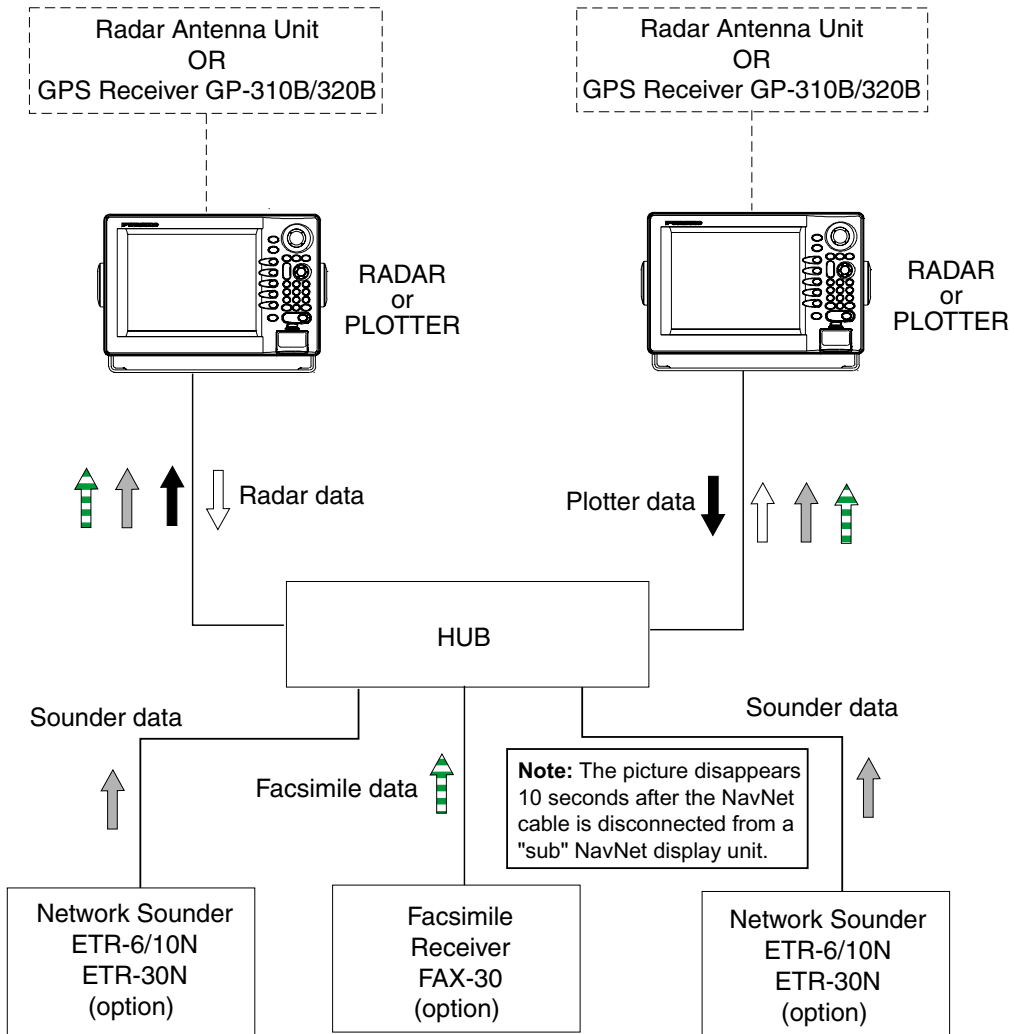 Radar Antenna Unit
OR
GPS Receiver GP-310B/320B
Radar Antenna Unit
OR
GPS Receiver GP-310B/320B
RADAR
or
PLOTTER
RADAR
or
PLOTTER
Radar data
Plotter data
HUB
Sounder data
Sounder data
Facsimile data
Note: The picture disappears
10 seconds after the NavNet
cable is disconnected from a
"sub" NavNet display unit.
Network Sounder
ETR-6/10N
ETR-30N
(option)
Facsimile
Receiver
FAX-30
(option)
Network Sounder
ETR-6/10N
ETR-30N
(option)